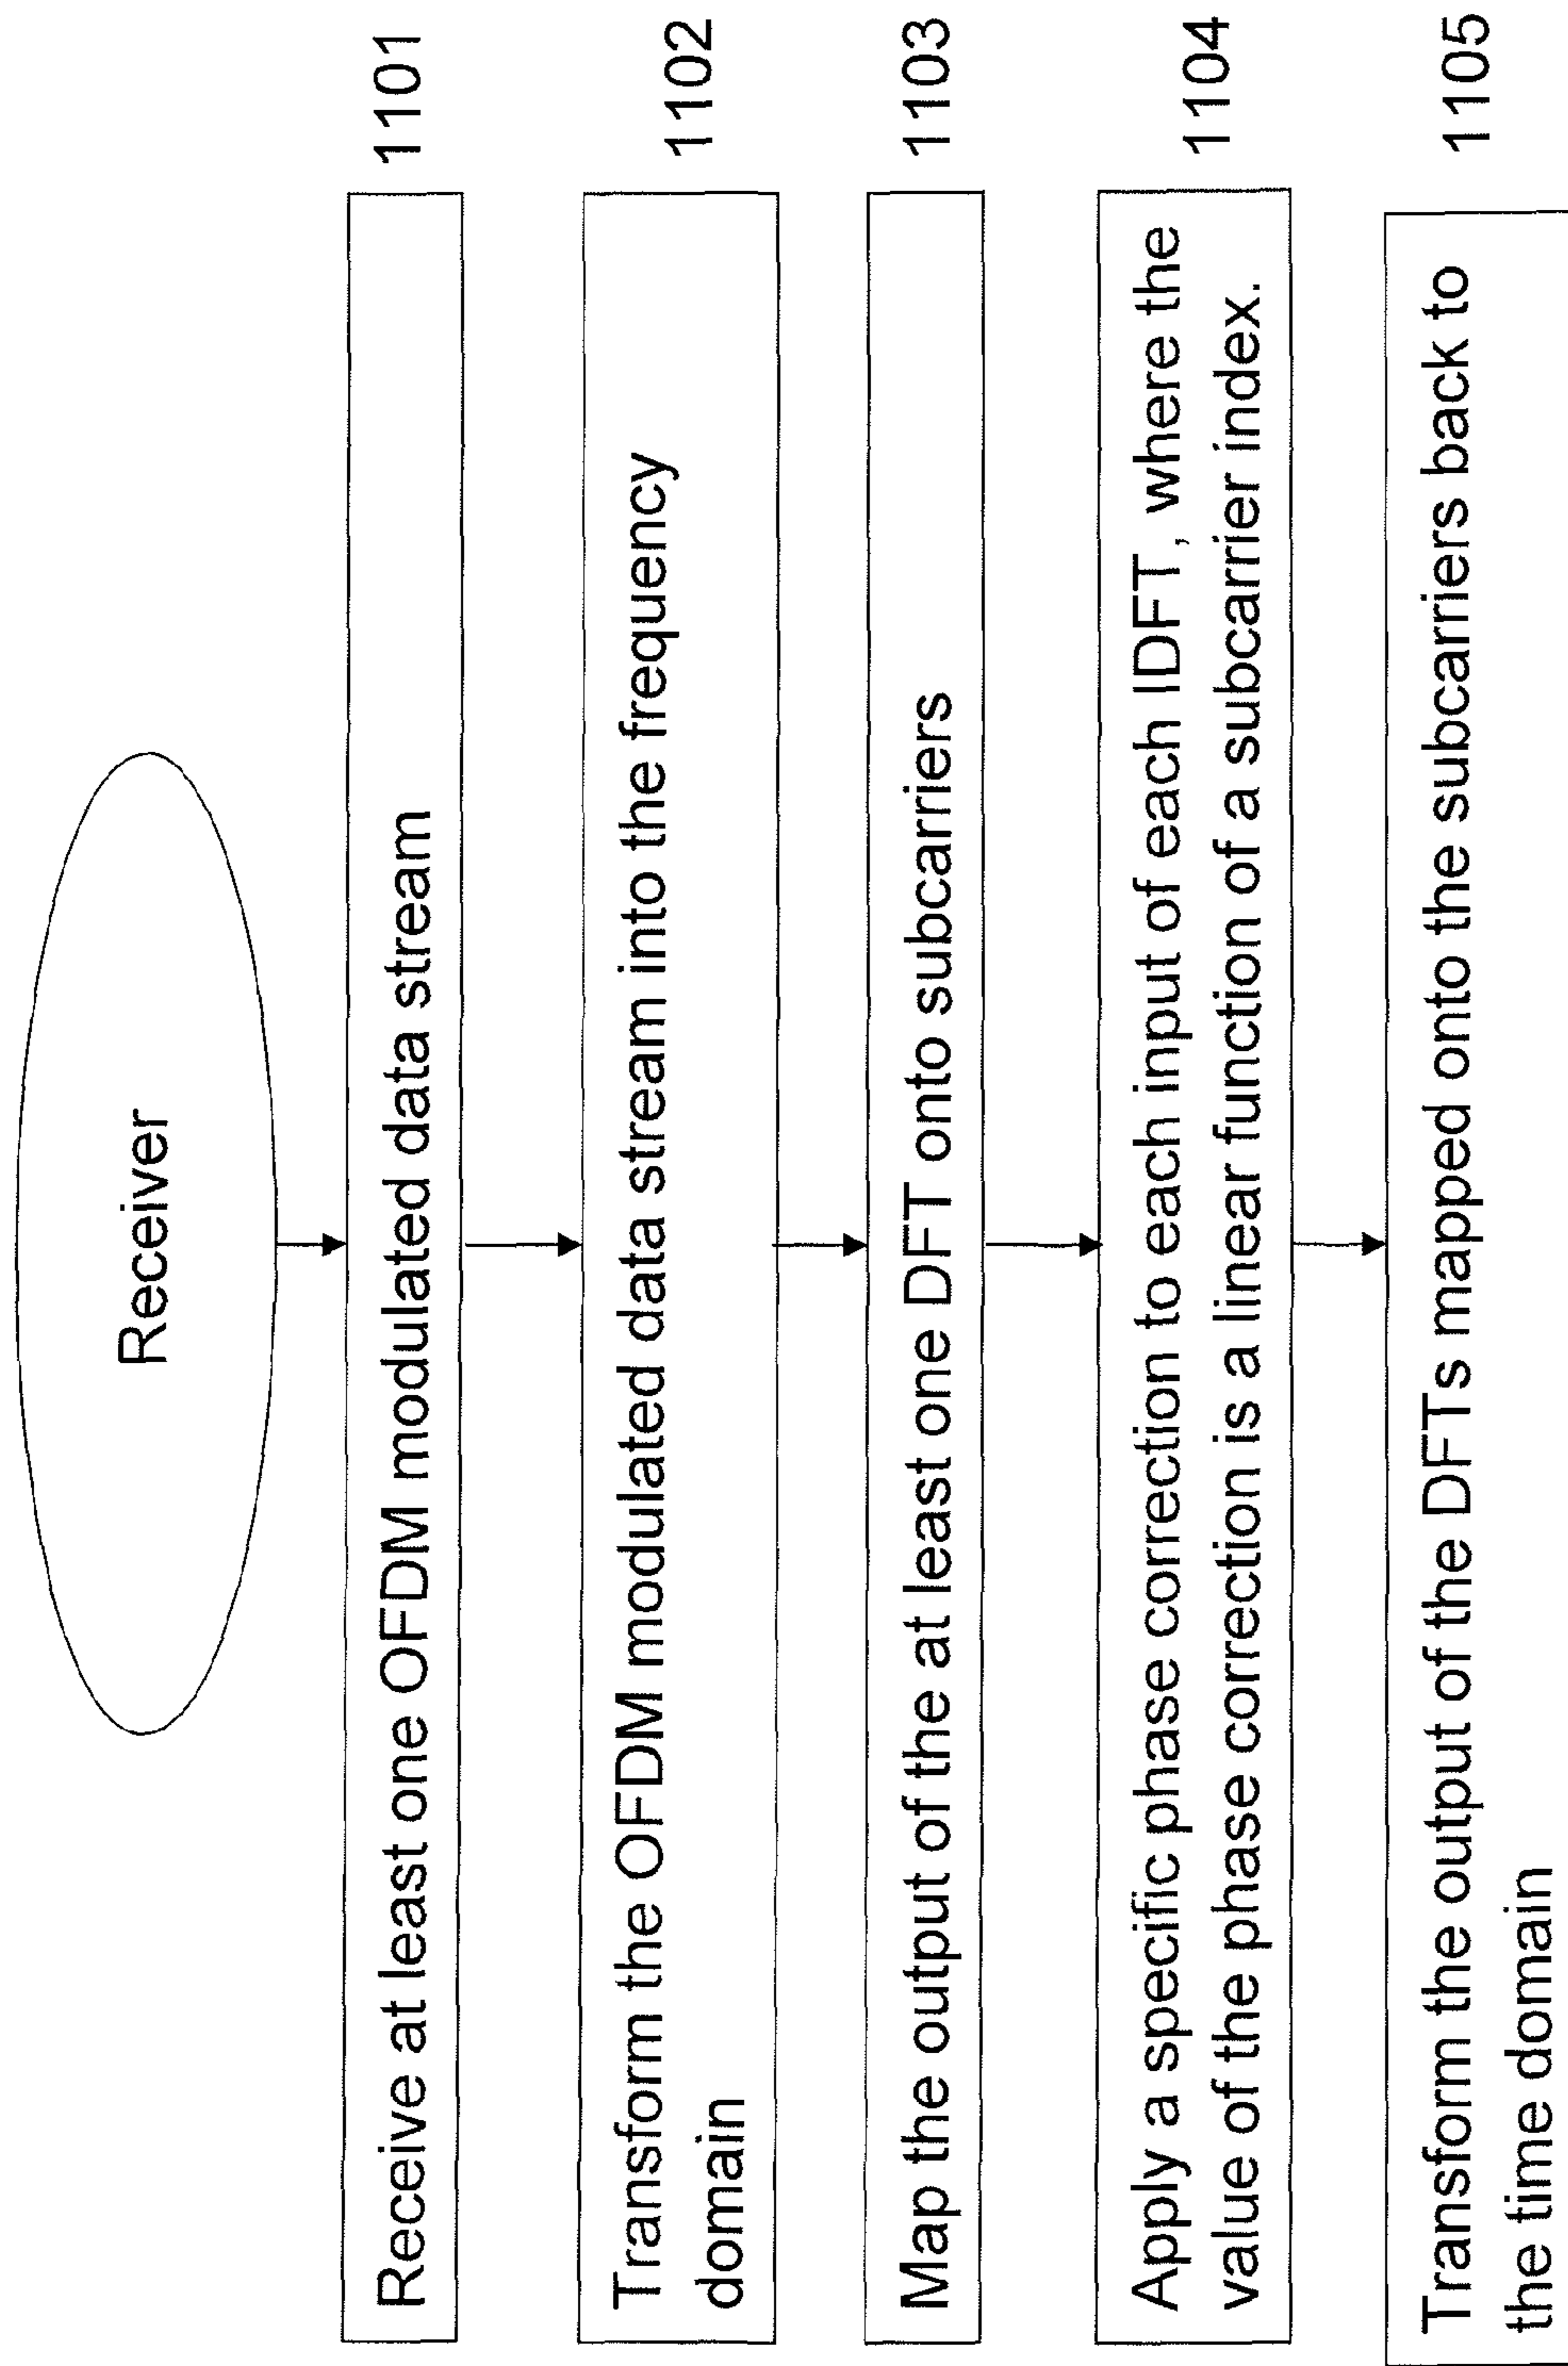 Receiver
Receive at least one OFDM modulated data stream
1101
Transform the OFDM modulated data stream into the frequency
domain
1102
Map the output of the at least one DFT onto subcarriers
1103
Apply a specific phase correction to each input of each IDFT, where the
value of the phase correction is a linear function of a subcarrier index.
1104
Transform the output of the DFTs mapped onto the subcarriers back to
the time domain
1105